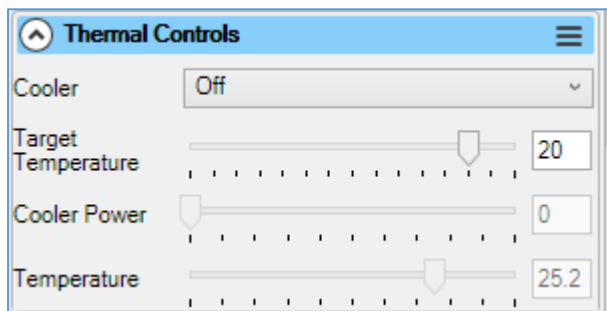 Thermal Controls
Cooler Off
Target
Temperature 20
Cooler Power 0
Temperature 25.2